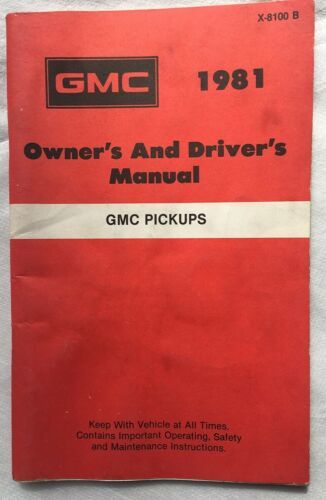 X-8100 B
GMC 1981
Owner's And Driver's
Manual
GMC PICKUPS
Keep With Vehicle at All Times.
Contains Important Operating, Safety
and Maintenance Instructions.